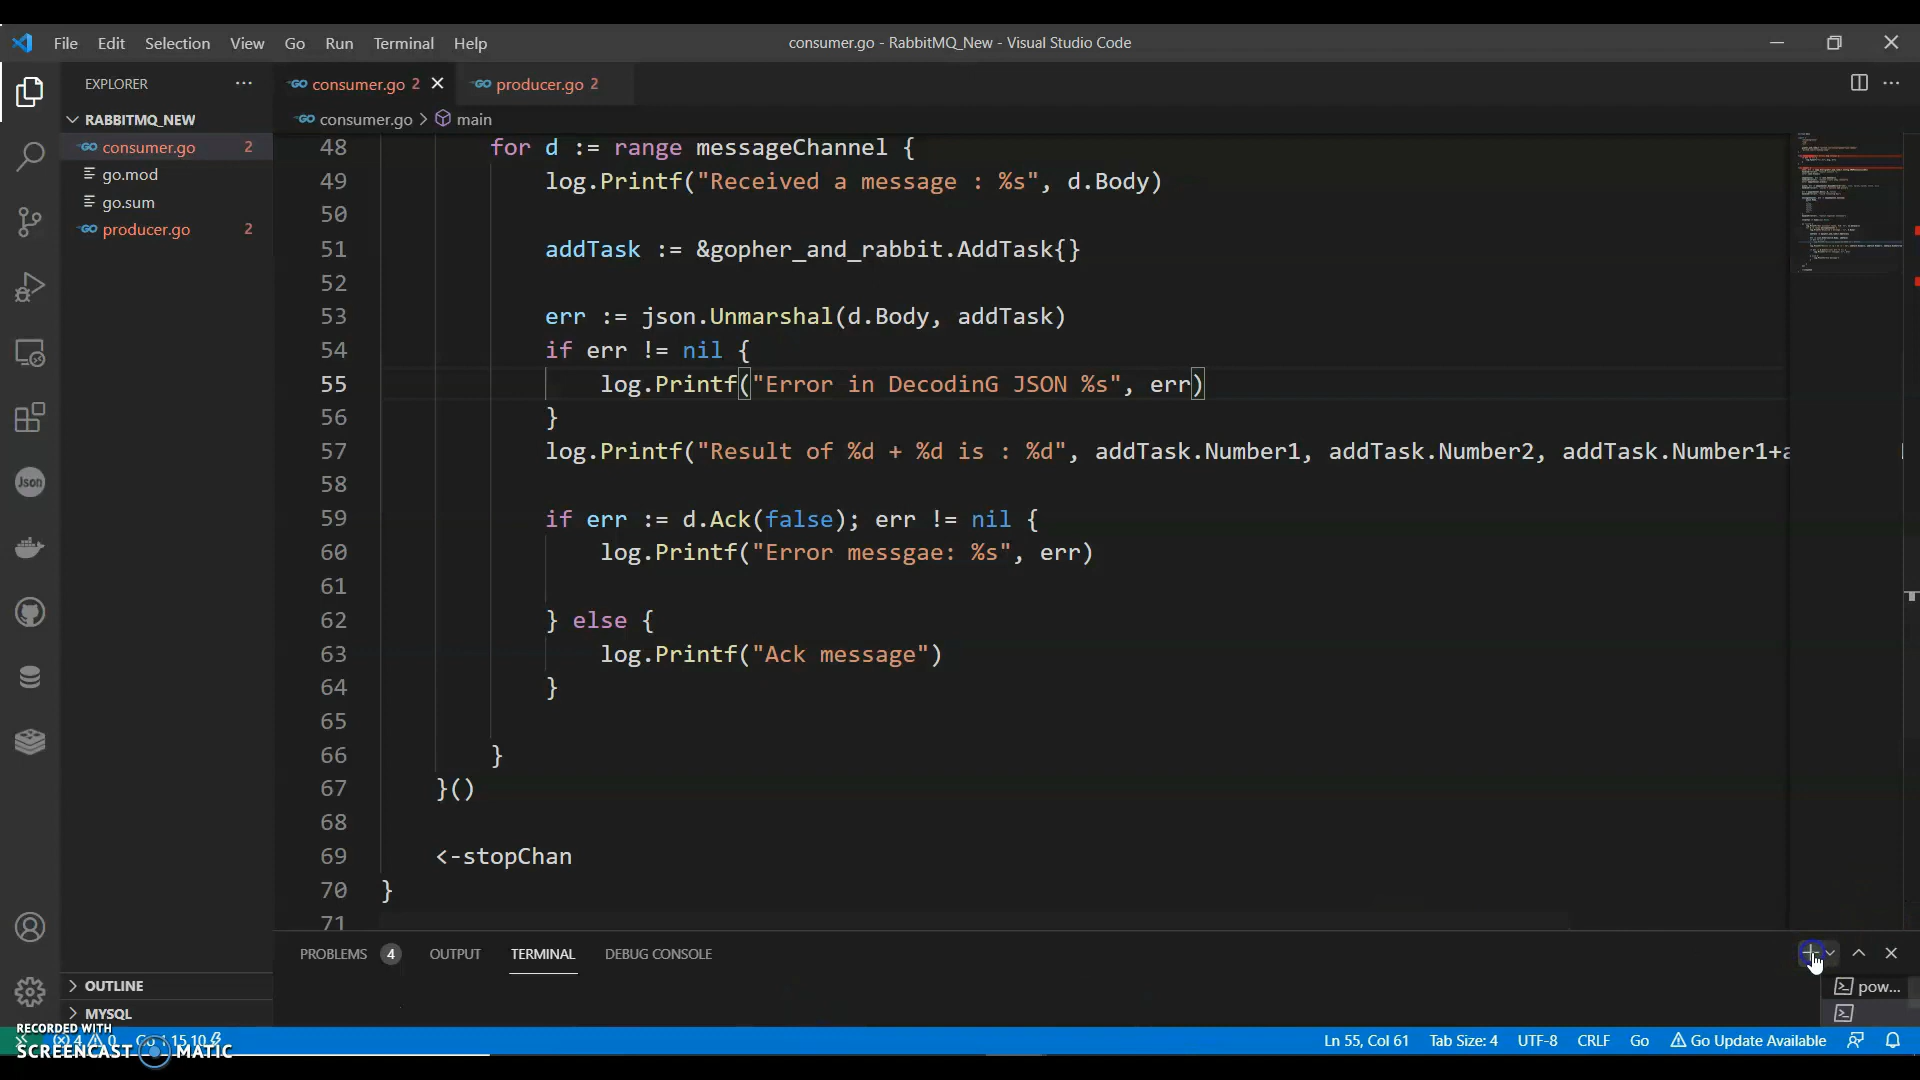 File Edit Selection View Go Run Terminal Help
consumer.go - RabbitMQ_New - Visual Studio Code
EXPLORER
RABBITMQ_NEW
consumer.go 2
go.mod
go.sum
producer.go 2
OUTLINE
MYSQL
consumer.go 2
producer.go 2
consumer.go > main
48 for d := range messageChannel {
49 log.Printf("Received a message : %s", d.Body)
50
51 addTask := &gopher_and_rabbit.AddTask{}
52
53 err := json.Unmarshal(d.Body, addTask)
54 if err != nil {
55 log.Printf("Error in DecodinG JSON %s", err)
56 }
57 log.Printf("Result of %d + %d is : %d", addTask.Number1, addTask.Number2, addTask.Number1+a
58
59 if err := d.Ack(false); err != nil {
60 log.Printf("Error messgae: %s", err)
61
62 } else {
63 log.Printf("Ack message")
64 }
65
66 }
67 }()
68
69 <-stopChan
70 }
71
PROBLEMS 4 OUTPUT TERMINAL DEBUG CONSOLE
pow...
Json
RECORDED WITH
SCREENCAST MATIC
Ln 55, Col 61 Tab Size: 4 UTF-8 CRLF Go Go Update Available